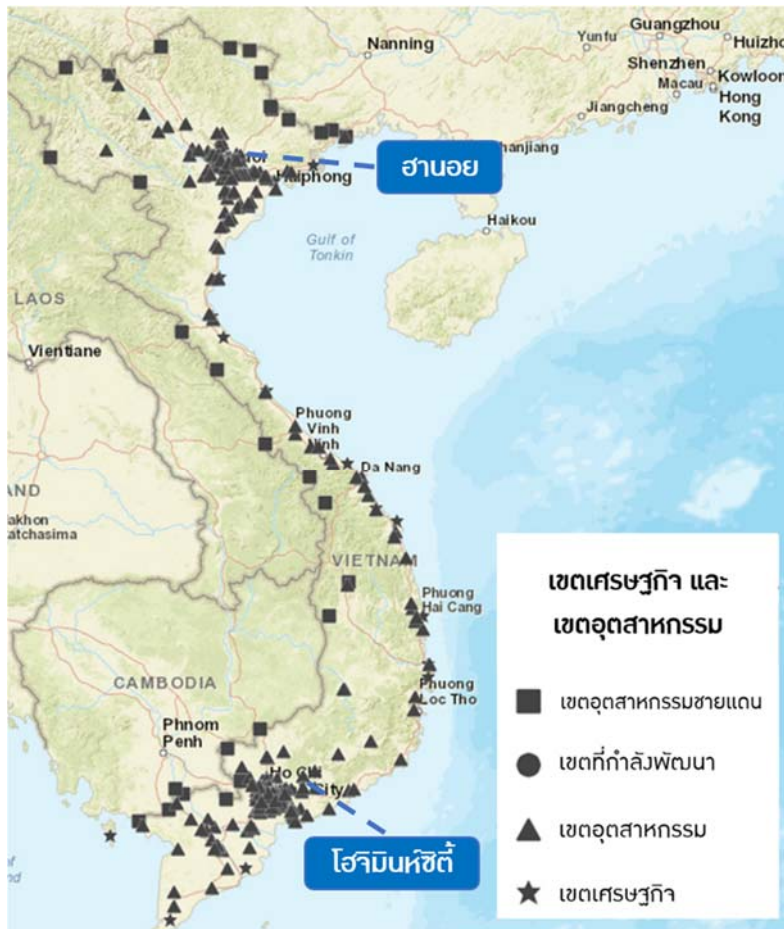 Guangzhou
Yunfu
Huizho
Nanning
Shenzhen
Kowloon
Macau
Hong
Kong
Jiangcheng
ฮานอย
Haiphong
hanjiang
Haikou
Gulf of
Tonkin
LAOS
Vientiane
Phuong
Vinh
Ninh
Da Nang
AND
akhon
atchasima
VIETNAM
Phuong
Hai Cang
CAMBODIA
Phuong
Loc Tho
Phnom
Penh
Ho Chi
City
โฮจิมินห์ซิตี้
เขตเศรษฐกิจ และ
เขตอุตสาหกรรม
เขตอุตสาหกรรมชายแดน
เขตที่กำลังพัฒนา
เขตอุตสาหกรรม
เขตเศรษฐกิจ